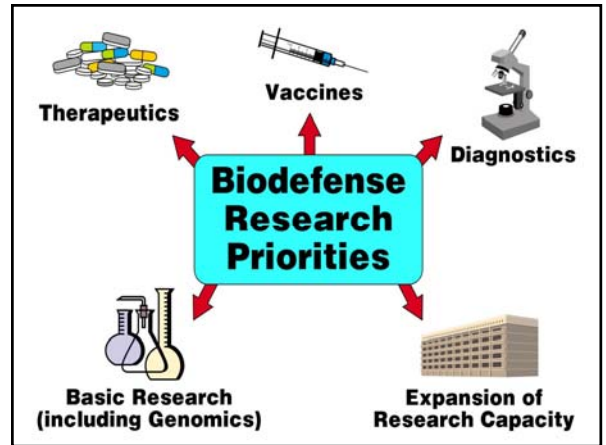 Therapeutics
Vaccines
Diagnostics
Biodefense
Research
Priorities
Basic Research
(including Genomics)
Expansion of
Research Capacity